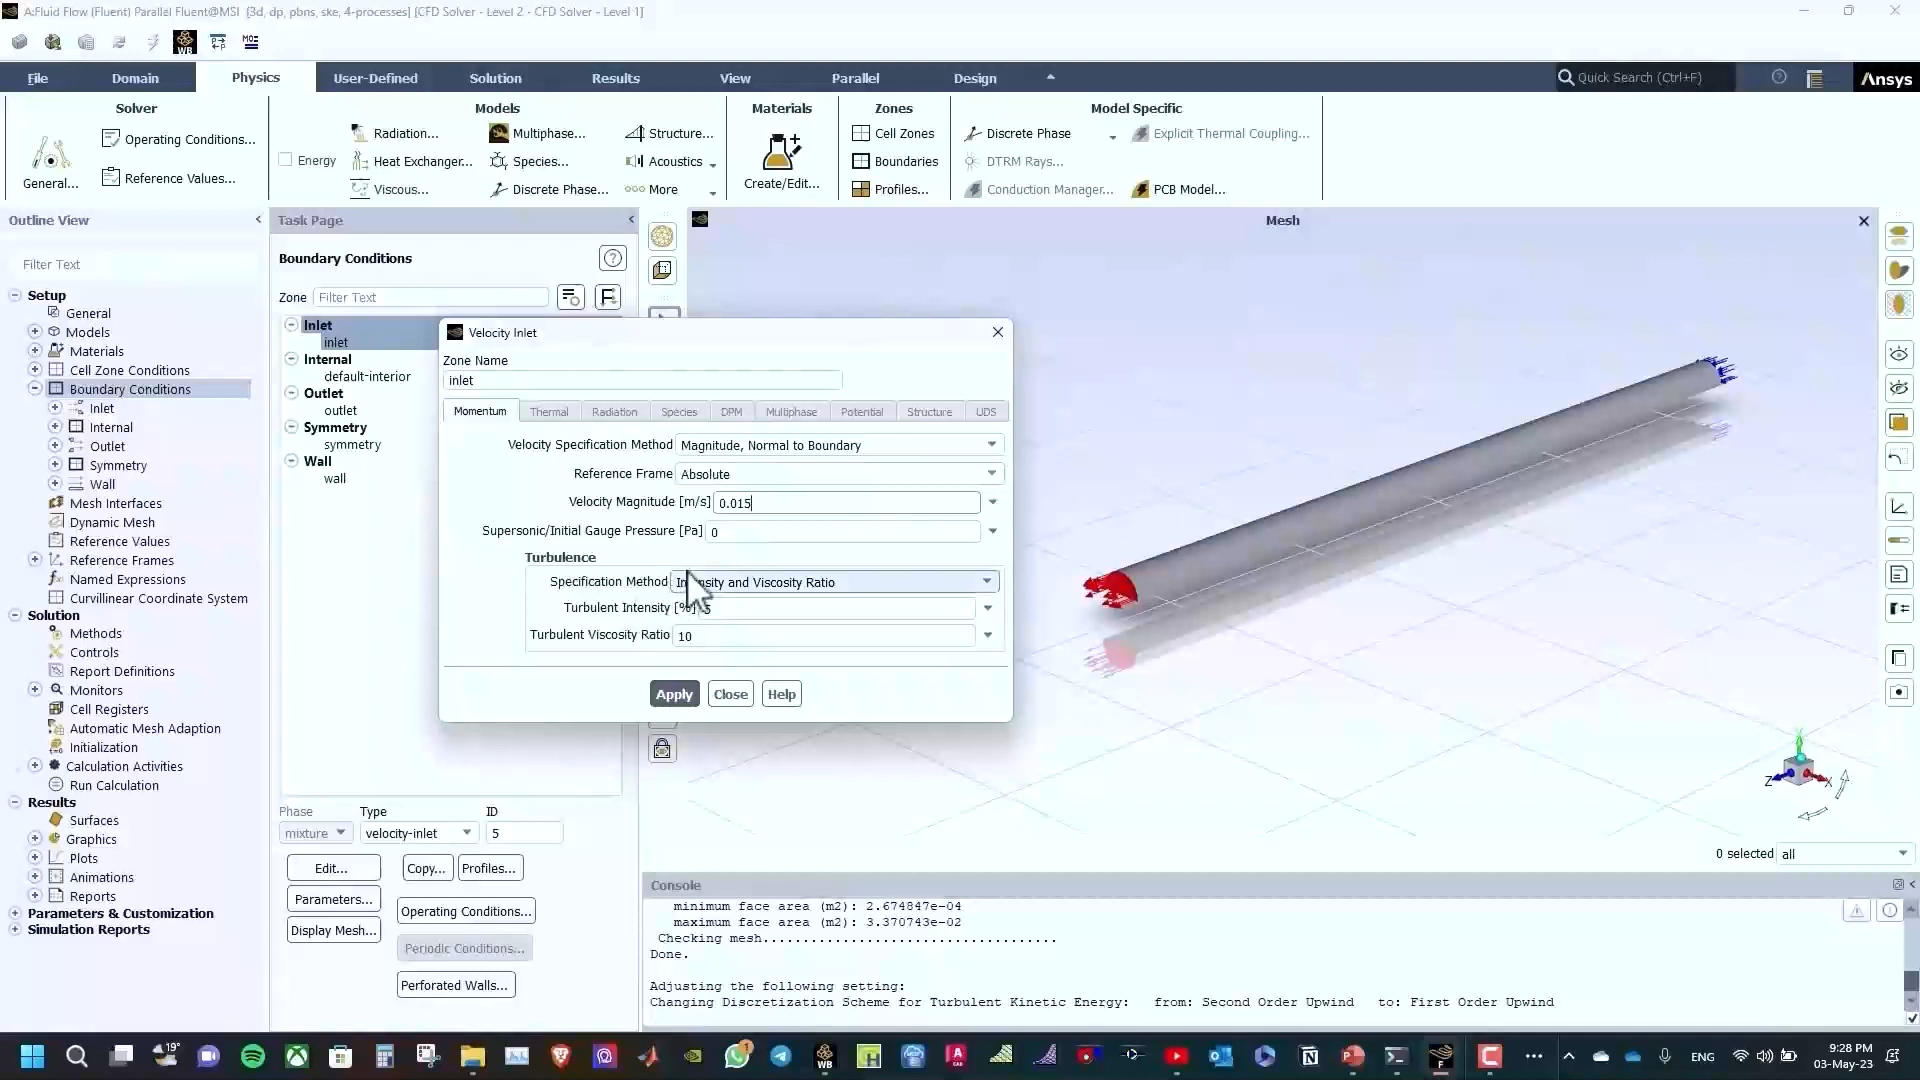 A:Fluid Flow (Fluent) Parallel Fluent@MSI [3d, dp, pbns, ske, 4-processes] [CFD Solver - Level 2 - CFD Solver - Level 1]
File Domain Physics User-Defined Solution Results View Parallel Design Quick Search (Ctrl+F) Ansys
Solver
General...
Operating Conditions...
Reference Values...
Models
Energy
Radiation...
Heat Exchanger...
Viscous...
Multiphase...
Species...
Discrete Phase...
Structure...
Acoustics
More
Materials
Create/Edit...
Zones
Cell Zones
Boundaries
Profiles...
Model Specific
Discrete Phase
DTRM Rays...
Conduction Manager...
Explicit Thermal Coupling...
PCB Model...
Outline View
Filter Text
Setup
General
Models
Materials
Cell Zone Conditions
Boundary Conditions
Inlet
Internal
Outlet
Symmetry
Wall
Mesh Interfaces
Dynamic Mesh
Reference Values
Reference Frames
Named Expressions
Curvilinear Coordinate System
Solution
Methods
Controls
Report Definitions
Monitors
Cell Registers
Automatic Mesh Adaption
Initialization
Calculation Activities
Run Calculation
Results
Surfaces
Graphics
Plots
Animations
Reports
Parameters & Customization
Simulation Reports
Task Page
Boundary Conditions
Zone Filter Text
Inlet
inlet
Internal
default-interior
Outlet
outlet
Symmetry
symmetry
Wall
wall
Phase Type ID
mixture velocity-inlet 5
Edit... Copy... Profiles...
Parameters... Operating Conditions...
Display Mesh... Periodic Conditions...
Perforated Walls...
Velocity Inlet
Zone Name
inlet
Momentum Thermal Radiation Species DPM Multiphase Potential Structure UDS
Velocity Specification Method Magnitude, Normal to Boundary
Reference Frame Absolute
Velocity Magnitude [m/s] 0.015
Supersonic/Initial Gauge Pressure [Pa] 0
Turbulence
Specification Method Intensity and Viscosity Ratio
Turbulent Intensity [%] 5
Turbulent Viscosity Ratio 10
Apply Close Help
Mesh
Z X
0 selected all
Console
minimum face area (m2): 2.674847e-04
maximum face area (m2): 3.370743e-02
Checking mesh.....................................
Done.
Adjusting the following setting:
Changing Discretization Scheme for Turbulent Kinetic Energy: from: Second Order Upwind to: First Order Upwind
19°
ENG
9:28 PM
03-May-23